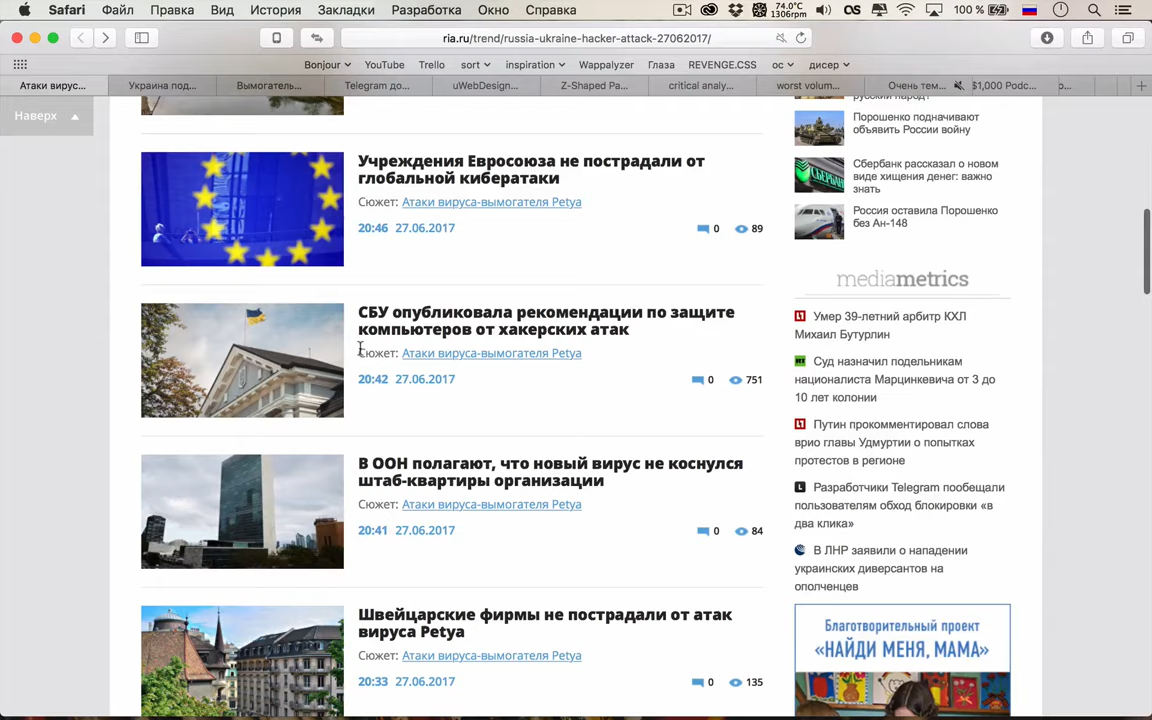 Safari Файл Правка Вид История Закладки Разработка Окно Справка 74.0°C 1306rpm 100 %
ria.ru/trend/russia-ukraine-hacker-attack-27062017/
Bonjour YouTube Trello sort inspiration Wappalyzer Глаза REVENGE.CSS ос дисер
Атаки вирус... Украина под... Вымогатель... Telegram до... uWebDesign... Z-Shaped Pa... critical analy... worst volum... Очень тем... $1,000 Podc...
Наверх
русский народ?
Порошенко подначивают
объявить России войну
Сбербанк рассказал о новом
виде хищения денег: важно
знать
Россия оставила Порошенко
без Ан-148
Учреждения Евросоюза не пострадали от
глобальной кибератаки
Сюжет: Атаки вируса-вымогателя Petya
20:46 27.06.2017 0 89
СБУ опубликовала рекомендации по защите
компьютеров от хакерских атак
Сюжет: Атаки вируса-вымогателя Petya
20:42 27.06.2017 0 751
В ООН полагают, что новый вирус не коснулся
штаб-квартиры организации
Сюжет: Атаки вируса-вымогателя Petya
20:41 27.06.2017 0 84
Швейцарские фирмы не пострадали от атак
вируса Petya
Сюжет: Атаки вируса-вымогателя Petya
20:33 27.06.2017 0 135
mediametrics
Умер 39-летний арбитр КХЛ
Михаил Бутурлин
Суд назначил подельникам
националиста Марцинкевича от 3 до
10 лет колонии
Путин прокомментировал слова
врио главы Удмуртии о попытках
протестов в регионе
Разработчики Telegram пообещали
пользователям обход блокировки «в
два клика»
В ЛНР заявили о нападении
украинских диверсантов на
ополченцев
Благотворительный проект
«НАЙДИ МЕНЯ, МАМА»